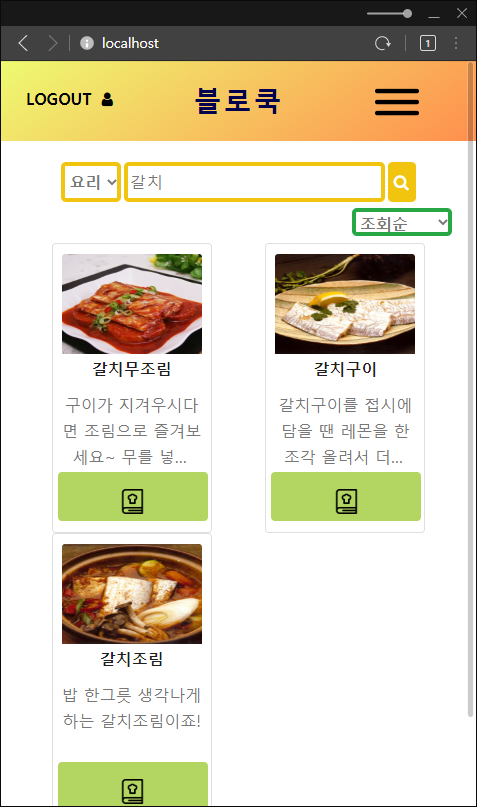 localhost
1
LOGOUT
블로쿡
요리
갈치
조회순
갈치무조림
구이가 지겨우시다
면 조림으로 즐겨보
세요~ 무를 넣...
갈치구이
갈치구이를 접시에
담을 땐 레몬을 한
조각 올려서 더...
갈치조림
밥 한그릇 생각나게
하는 갈치조림이죠!